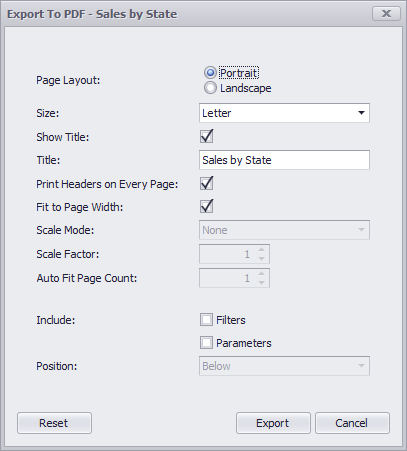 Export To PDF - Sales by State
Page Layout:
Portrait
Landscape
Size:
Letter
Show Title:
Title:
Sales by State
Print Headers on Every Page:
Fit to Page Width:
Scale Mode:
None
Scale Factor:
1
Auto Fit Page Count:
1
Include:
Filters
Parameters
Position:
Below
Reset
Export
Cancel